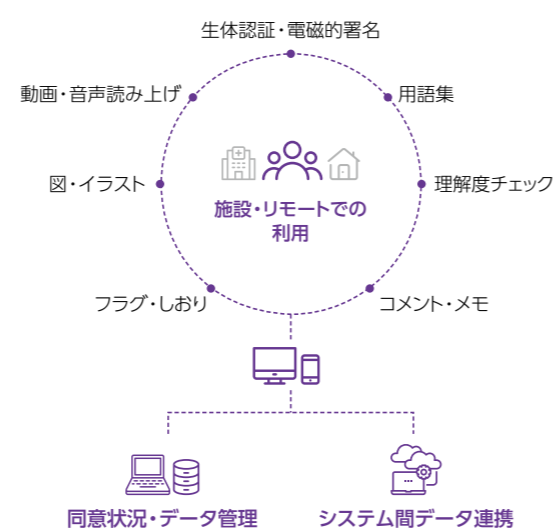 生体認証・電磁的署名
動画・音声読み上げ
用語集
図・イラスト
理解度チェック
施設・リモートでの
利用
フラグ・しおり
コメント・メモ
同意状況・データ管理
システム間データ連携